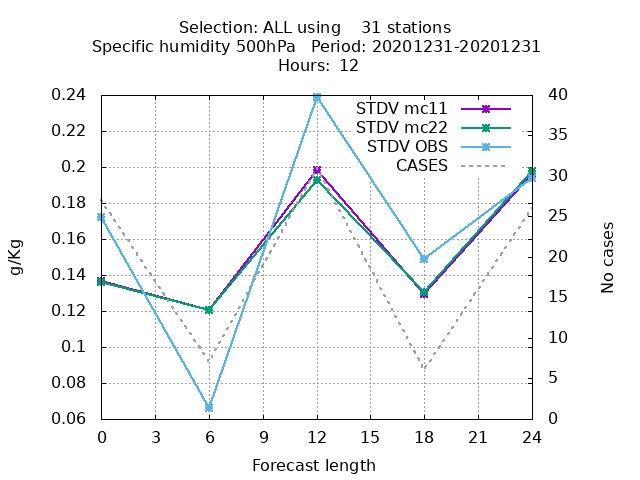 Selection: ALL using    31 stations
Specific humidity 500hPa   Period: 20201231-20201231
Hours: 12
STDV mc11
STDV mc22
STDV OBS
CASES
g/Kg
0.24
0.22
0.2
0.18
0.16
0.14
0.12
0.1
0.08
0.06
40
35
30
25
20
15
10
5
0
No cases
0 3 6 9 12 15 18 21 24
Forecast length